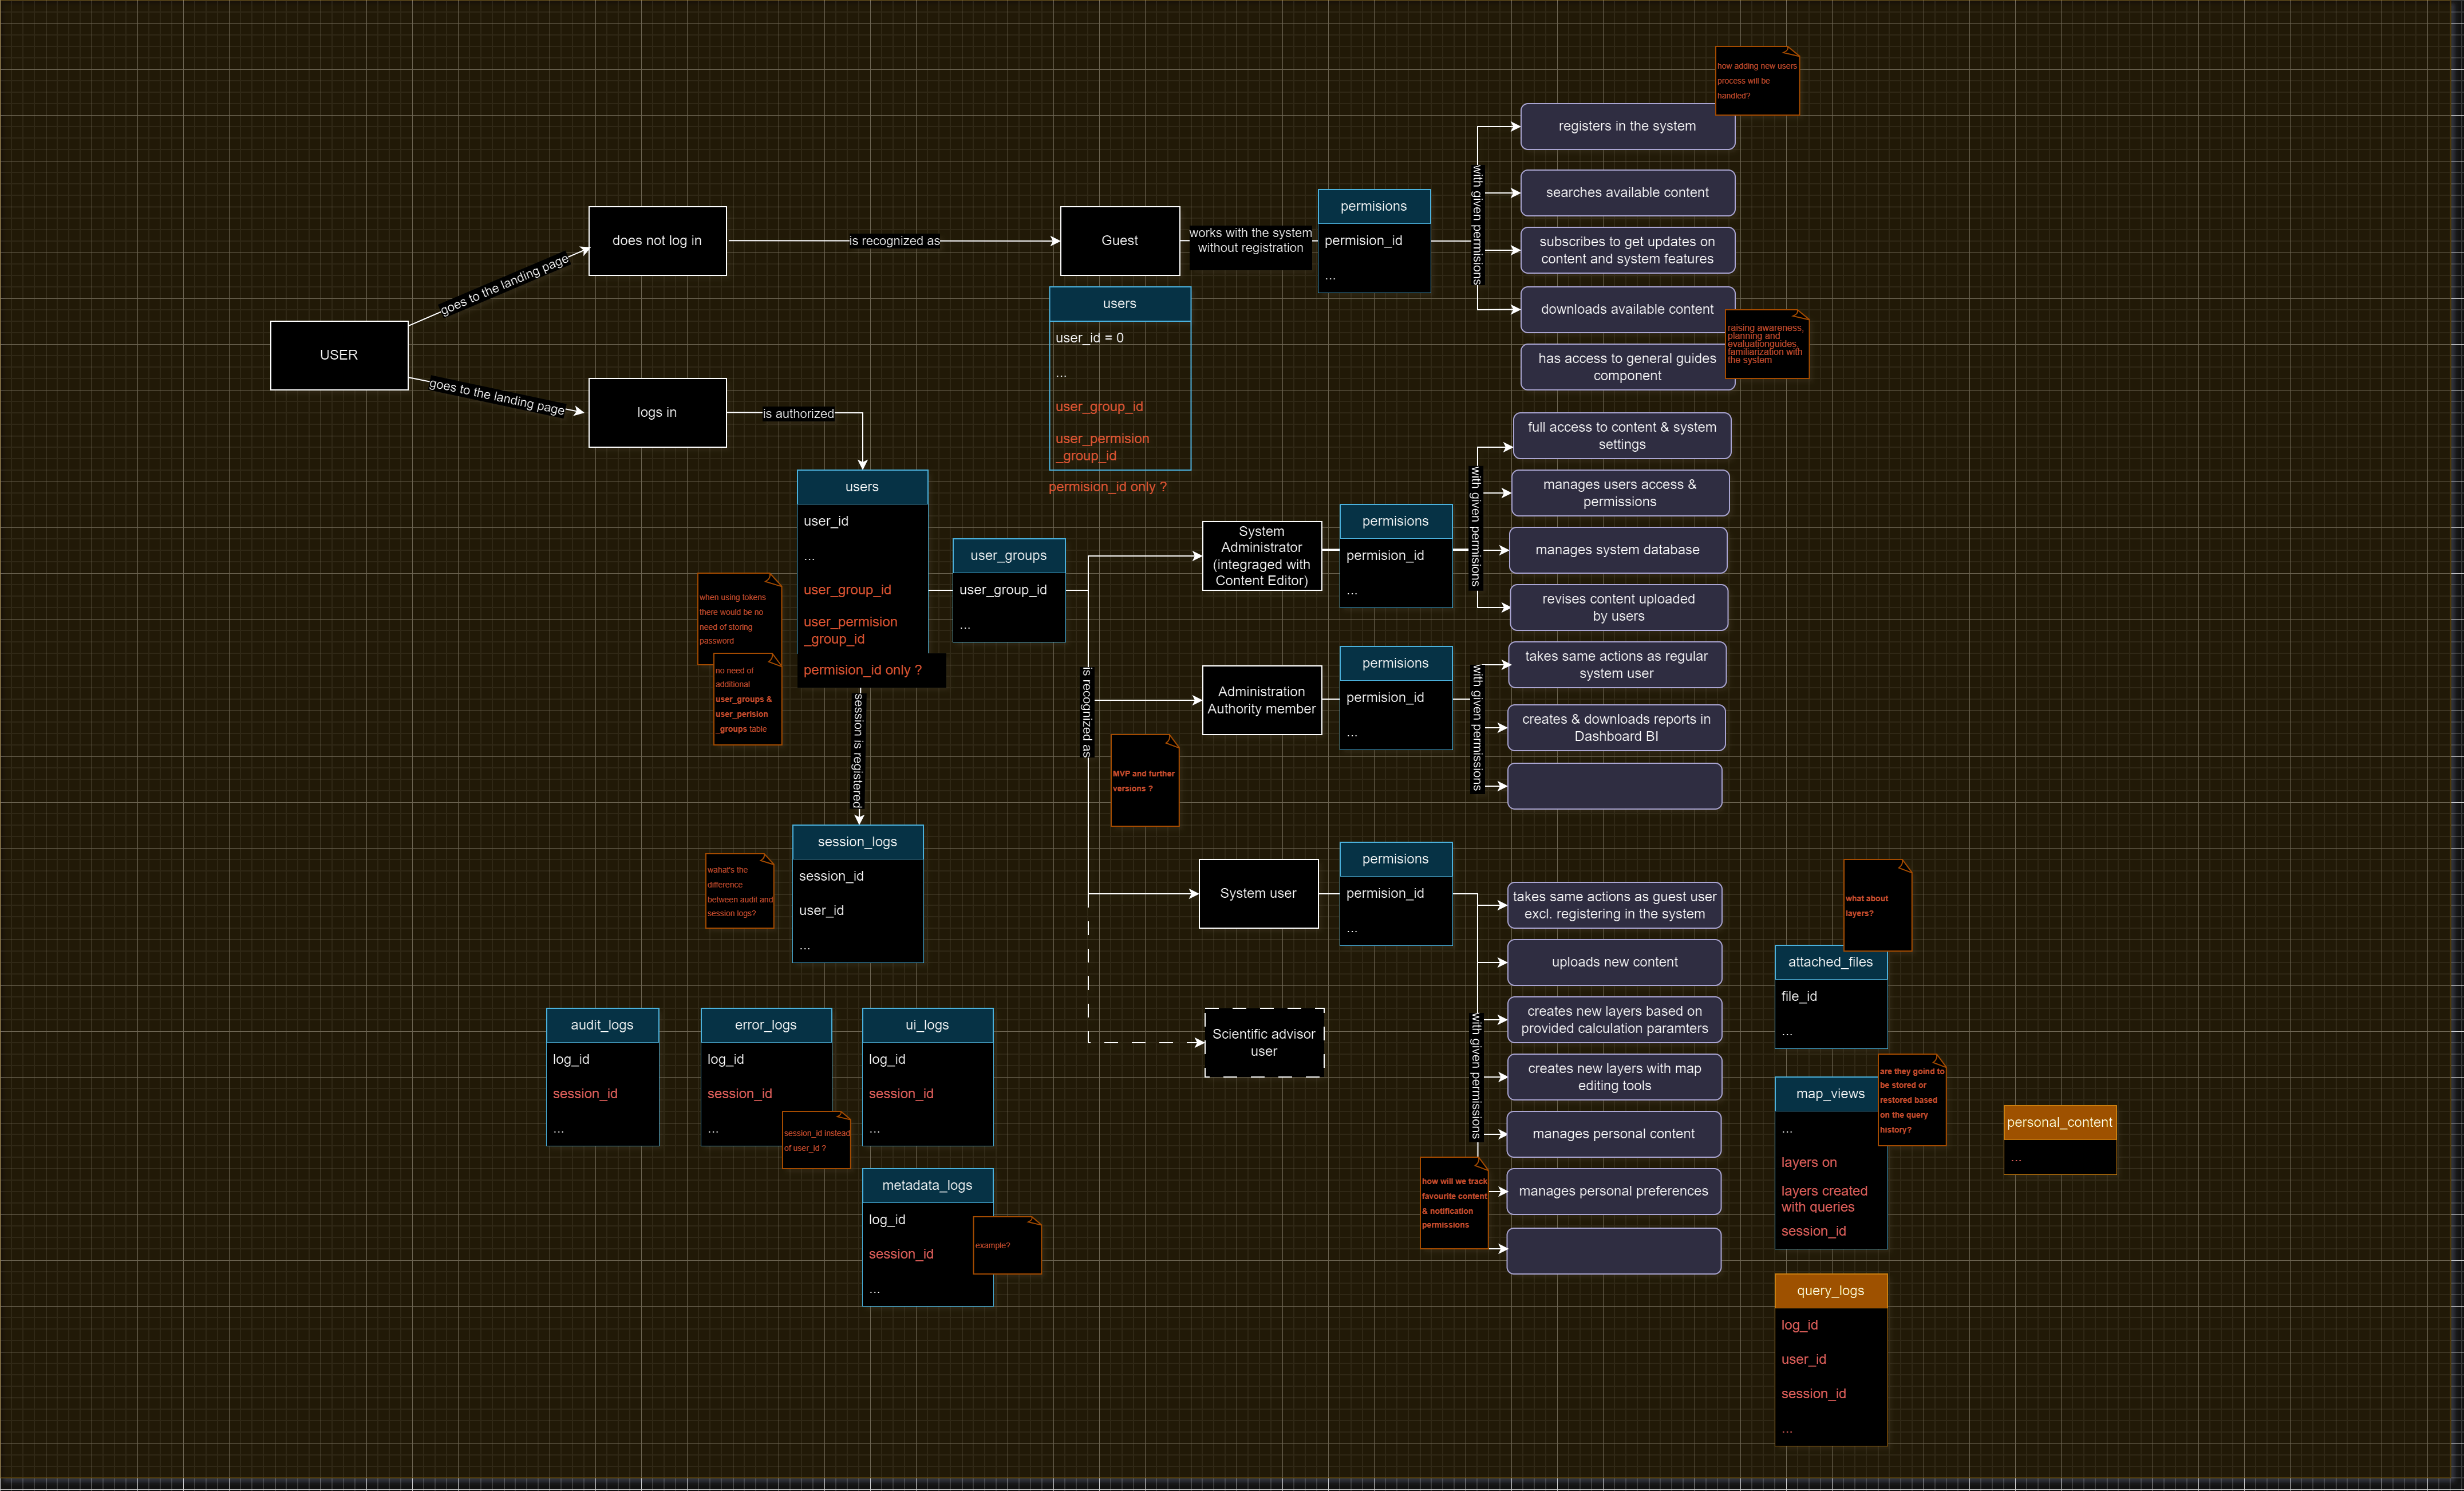 how adding new users
process will be
handled?
registers in the system
searches available content
subscribes to get updates on
content and system features
downloads available content
raising awareness,
planning and
evaluationguides,
familiarization with
the system
has access to general guides
component
with given permisions
permisions
permision_id
...
does not log in
is recognized as
Guest
works with the system
without registration
goes to the landing page
USER
goes to the landing page
logs in
is authorized
users
user_id = 0
...
user_group_id
user_permision
_group_id
permision_id only ?
users
user_id
...
user_group_id
user_permision
_group_id
permision_id only ?
user_groups
user_group_id
...
when using tokens
there would be no
need of storing
password
no need of
additional
user_groups &
user_perision
_groups table
session is registered
is recognized as
MVP and further
versions ?
System
Administrator
(integraged with
Content Editor)
permisions
permision_id
...
with given permisions
full access to content & system
settings
manages users access &
permissions
manages system database
revises content uploaded
by users
Administration
Authority member
permisions
permision_id
...
with given permissions
takes same actions as regular
system user
creates & downloads reports in
Dashboard BI
session_logs
session_id
user_id
...
wahat's the
difference
between audit and
session logs?
System user
permisions
permision_id
...
with given permissions
takes same actions as guest user
excl. registering in the system
uploads new content
creates new layers based on
provided calculation paramters
creates new layers with map
editing tools
manages personal content
manages personal preferences
how will we track
favourite content
& notification
permissions
Scientific advisor
user
audit_logs
log_id
session_id
...
error_logs
log_id
session_id
...
session_id instead
of user_id ?
ui_logs
log_id
session_id
...
metadata_logs
log_id
session_id
...
example?
what about
layers?
attached_files
file_id
...
map_views
...
layers on
layers created
with queries
session_id
are they goind to
be stored or
restored based
on the query
history?
personal_content
...
query_logs
log_id
user_id
session_id
...